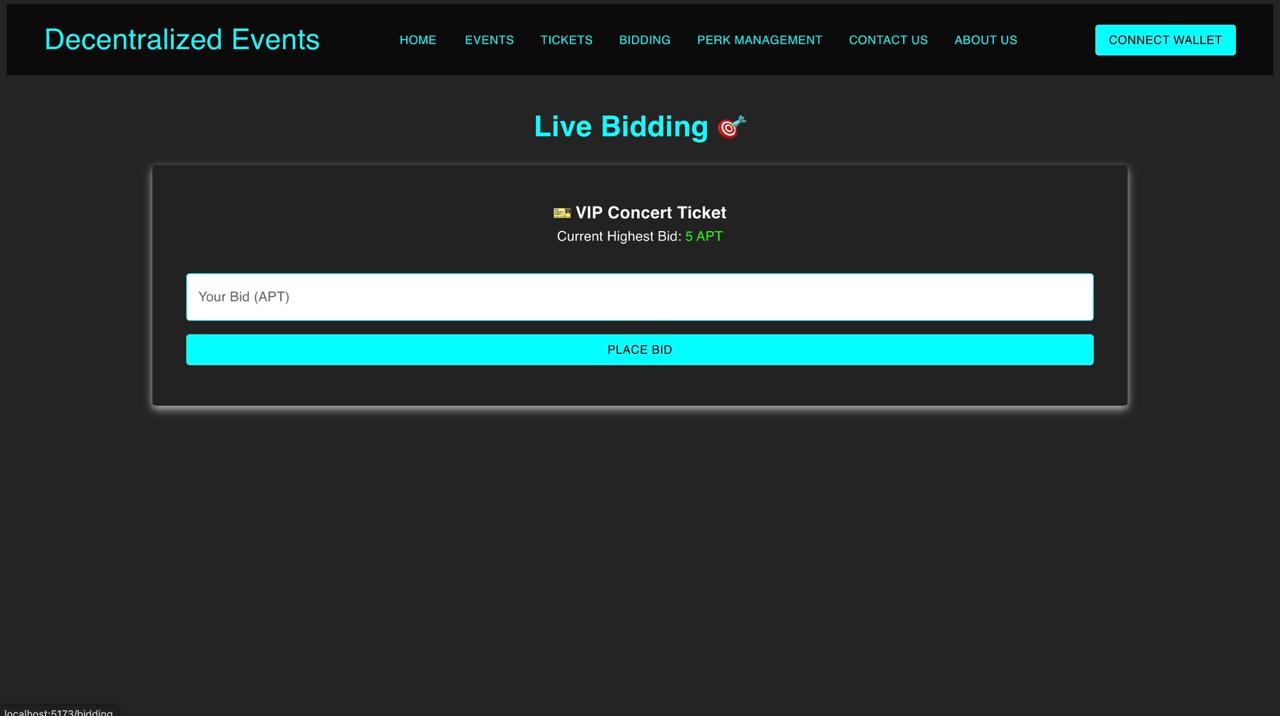 Decentralized Events
HOME EVENTS TICKETS BIDDING PERK MANAGEMENT CONTACT US ABOUT US
CONNECT WALLET
Live Bidding 🎯
🎫 VIP Concert Ticket
Current Highest Bid: 5 APT
Your Bid (APT)
PLACE BID
localhost:5173/bidding